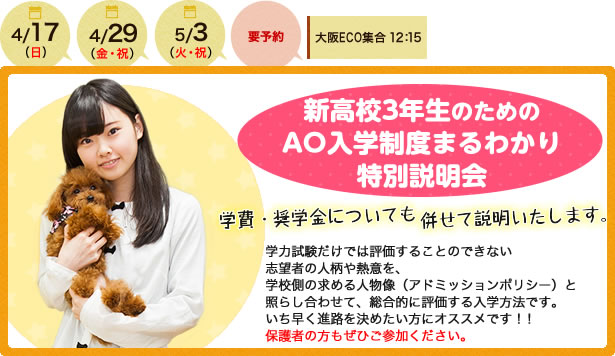 4/17
(日)
4/29
(金・祝)
5/3
(火・祝)
要予約
大阪ECO集合 12:15
新高校3年生のための
AO入学制度まるわかり
特別説明会
学費・奨学金についても 併せて説明いたします。
学力試験だけでは評価することのできない
志望者の人柄や熱意を、
学校側の求める人物像（アドミッションポリシー）と
照らし合わせて、総合的に評価する入学方法です。
いち早く進路を決めたい方にオススメです！！
保護者の方もぜひご参加ください。